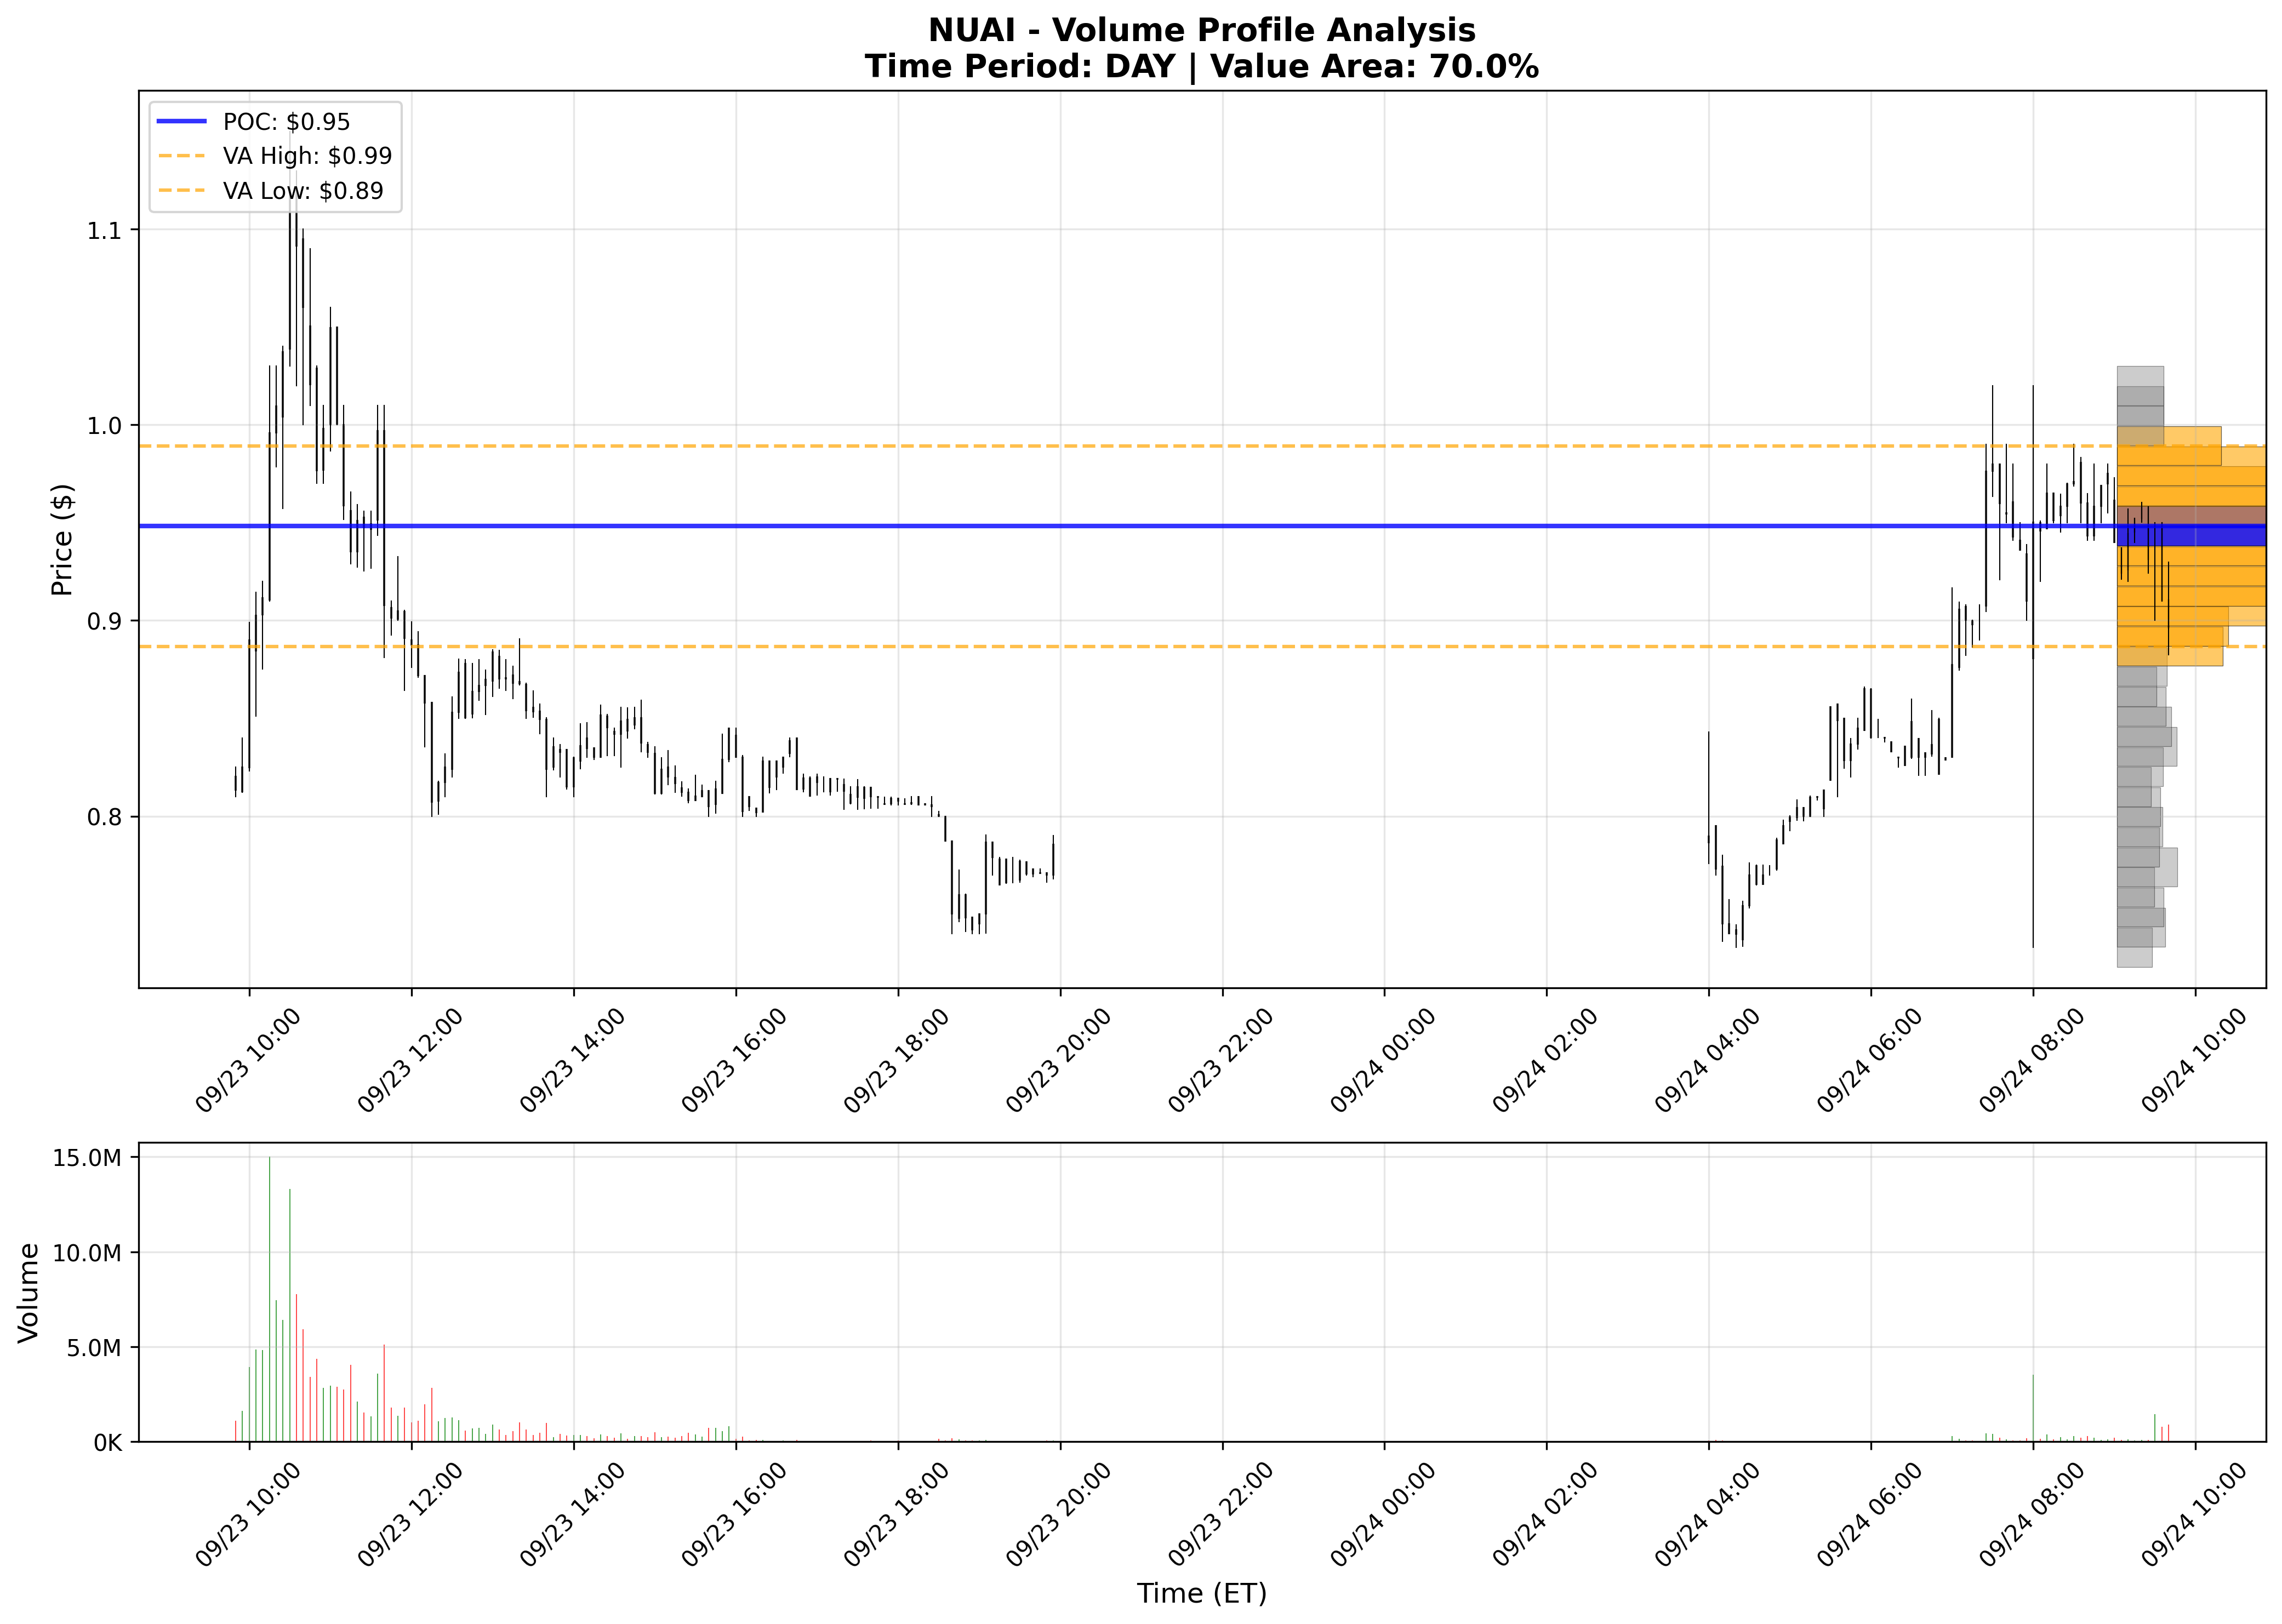 NUAI - Volume Profile Analysis
Time Period: DAY | Value Area: 70.0%
POC: $0.95
VA High: $0.99
VA Low: $0.89
Price ($)
1.1
1.0
0.9
0.8
09/23 10:00
09/23 12:00
09/23 14:00
09/23 16:00
09/23 18:00
09/23 20:00
09/23 22:00
09/24 00:00
09/24 02:00
09/24 04:00
09/24 06:00
09/24 08:00
09/24 10:00
Volume
15.0M
10.0M
5.0M
0K
09/23 10:00
09/23 12:00
09/23 14:00
09/23 16:00
09/23 18:00
09/23 20:00
09/23 22:00
09/24 00:00
09/24 02:00
09/24 04:00
09/24 06:00
09/24 08:00
09/24 10:00
Time (ET)